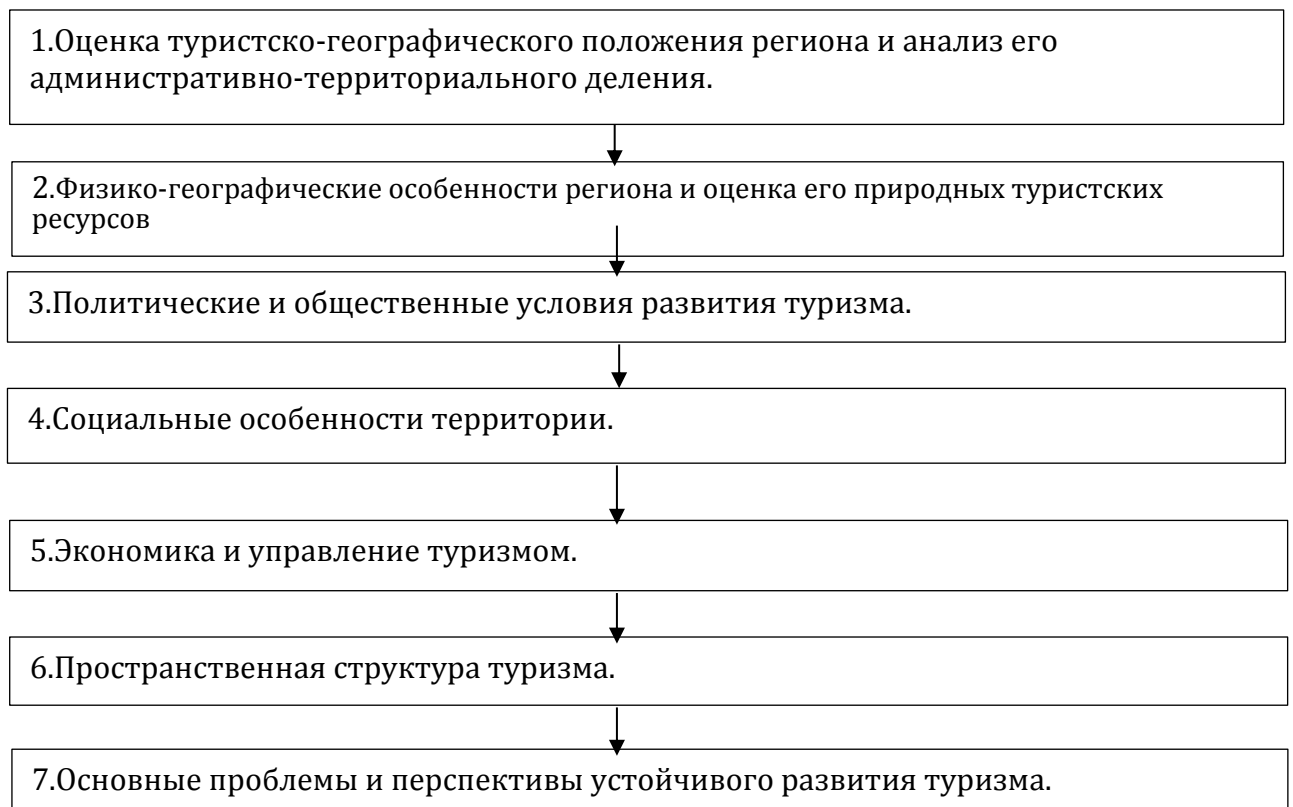 1.Оценка туристско-географического положения региона и анализ его
административно-территориального деления.
2.Физико-географические особенности региона и оценка его природных туристских
ресурсов
3.Политические и общественные условия развития туризма.
4.Социальные особенности территории.
5.Экономика и управление туризмом.
6.Пространственная структура туризма.
7.Основные проблемы и перспективы устойчивого развития туризма.